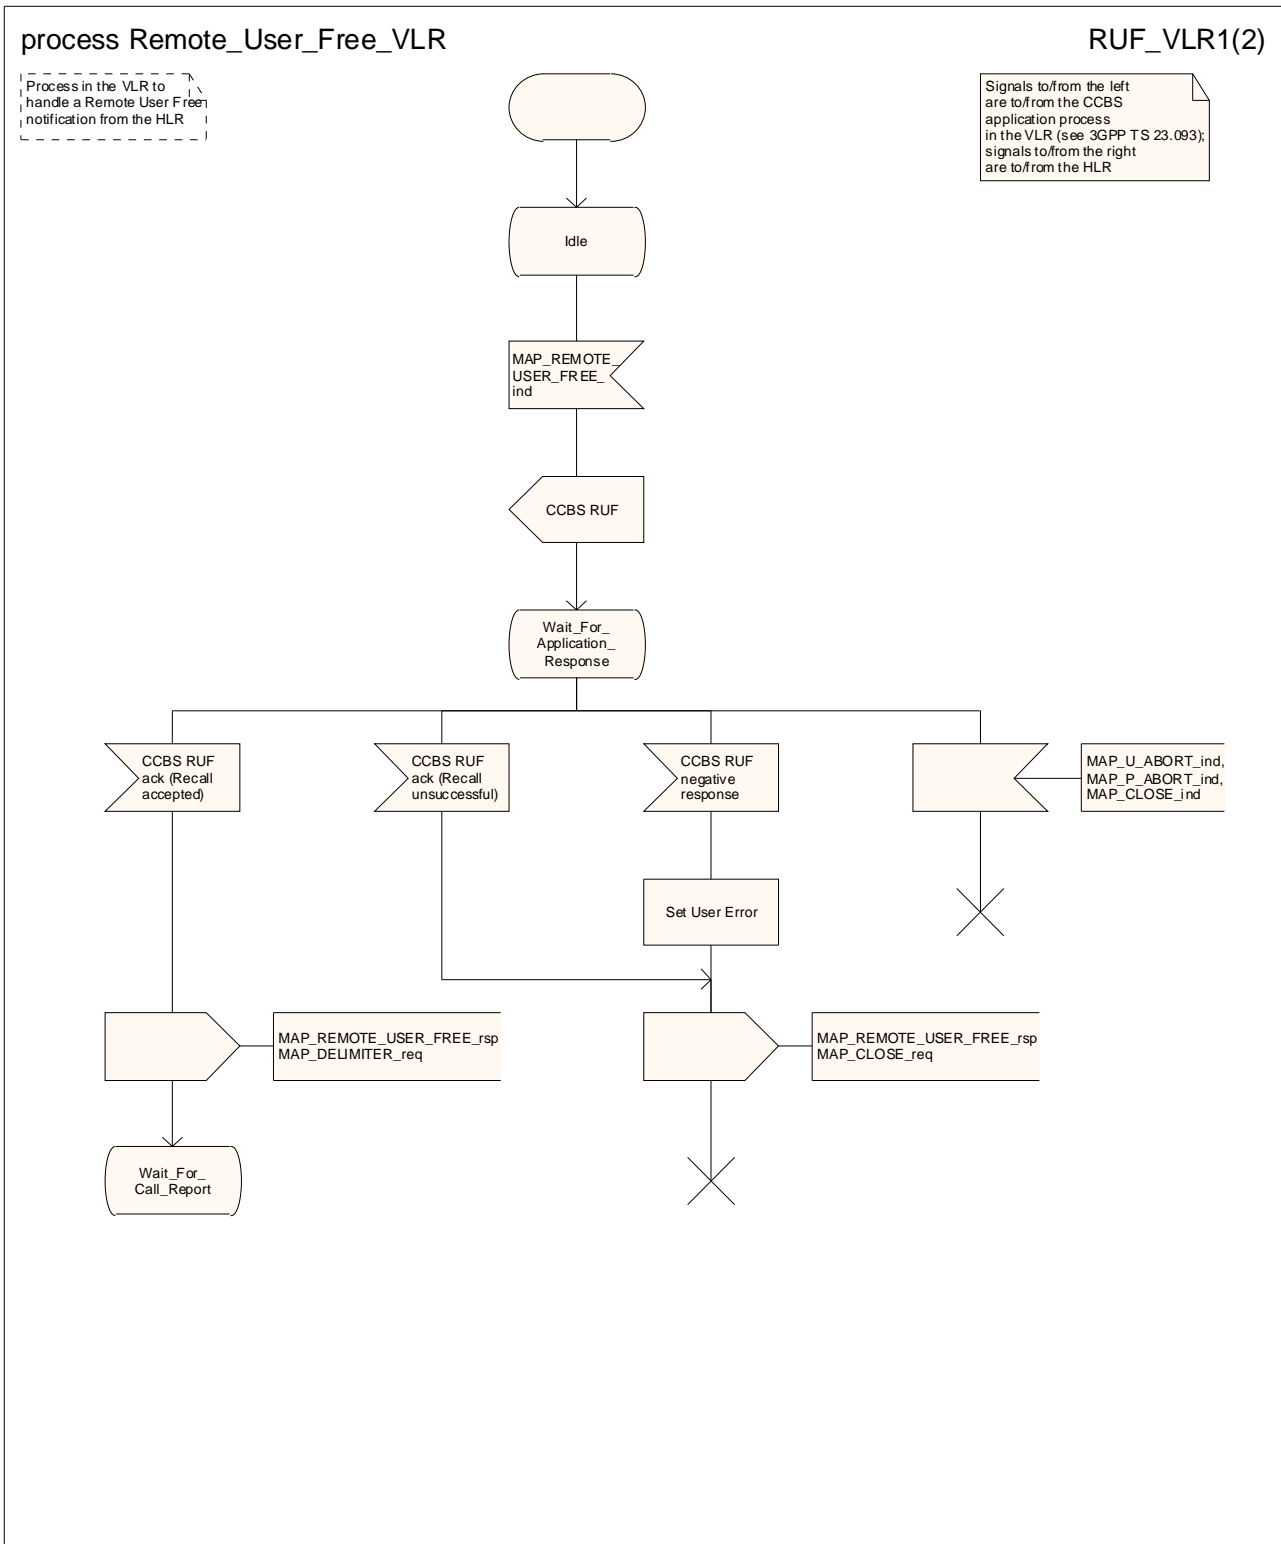 process Remote_User_Free_VLR
RUF_VLR1(2)
Process in the VLR to
handle a Remote User Free
notification from the HLR
Signals to/from the left
are to/from the CCBS
application process
in the VLR (see 3GPP TS 23.093);
signals to/from the right
are to/from the HLR
Idle
MAP_REMOTE_
USER_FREE_
ind
CCBS RUF
Wait_For_
Application_
Response
CCBS RUF
ack (Recall
accepted)
CCBS RUF
ack (Recall
unsuccessful)
CCBS RUF
negative
response
MAP_U_ABORT_ind,
MAP_P_ABORT_ind,
MAP_CLOSE_ind
Set User Error
MAP_REMOTE_USER_FREE_rsp
MAP_DELIMITER_req
MAP_REMOTE_USER_FREE_rsp
MAP_CLOSE_req
Wait_For_
Call_Report